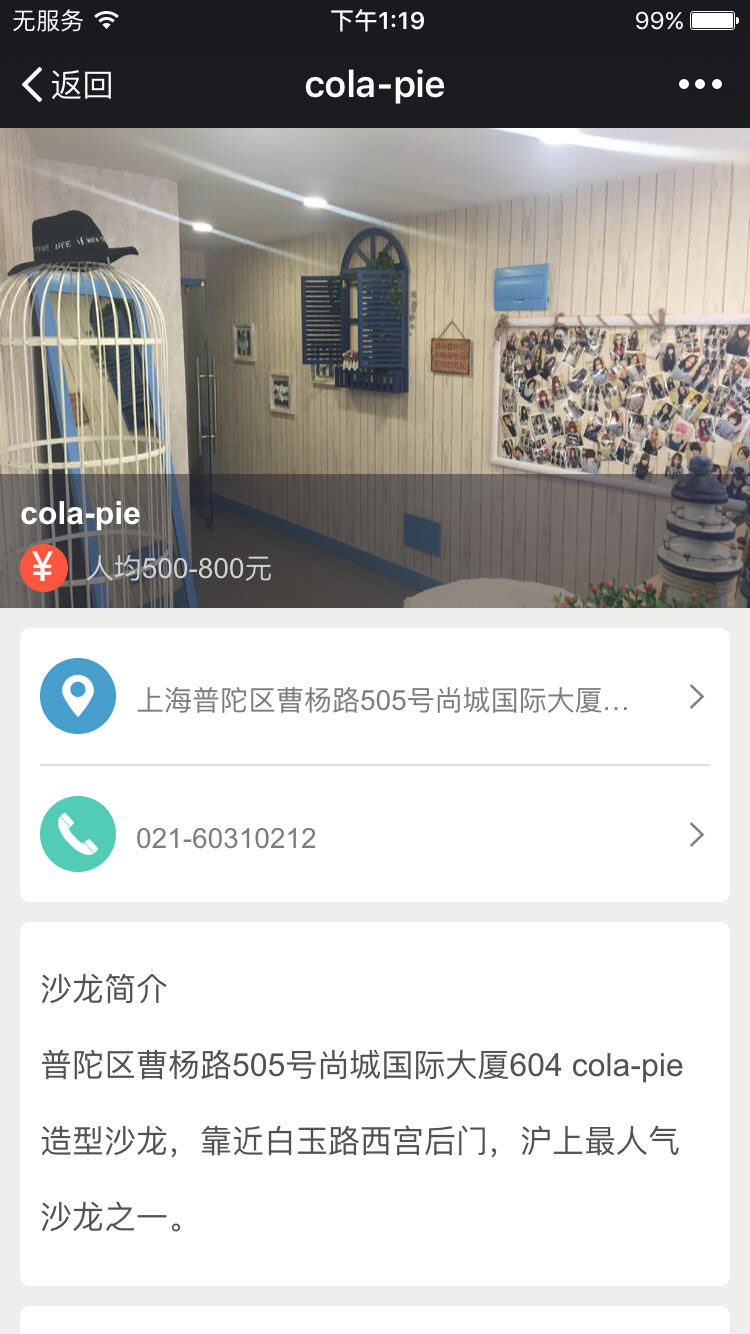 无服务
下午1:19
99%
返回
cola-pie
cola-pie
¥
人均500-800元
上海普陀区曹杨路505号尚城国际大厦...
021-60310212
沙龙简介
普陀区曹杨路505号尚城国际大厦604 cola-pie
造型沙龙，靠近白玉路西宫后门，沪上最人气
沙龙之一。